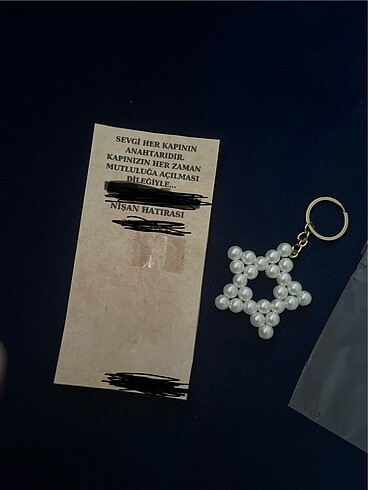 SEVGİ HER KAPININ
ANAHTARIDIR.
KAPINIZIN HER ZAMAN
MUTLULUĞA AÇILMASI
DİLEĞİYLE...
NİŞAN HATIRASI